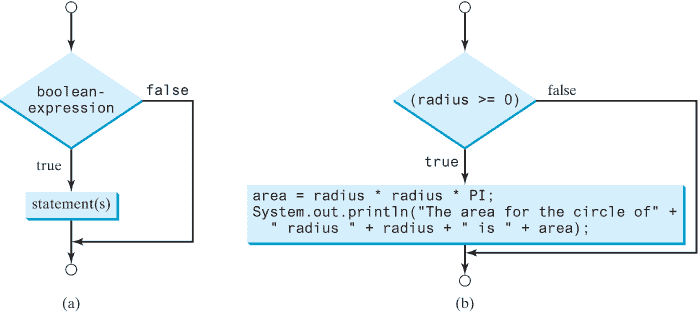 boolean-
expression
false
true
statement(s)
(a)
(radius >= 0)
false
true
area = radius * radius * PI;
System.out.println("The area for the circle of" +
" radius " + radius + " is " + area);
(b)